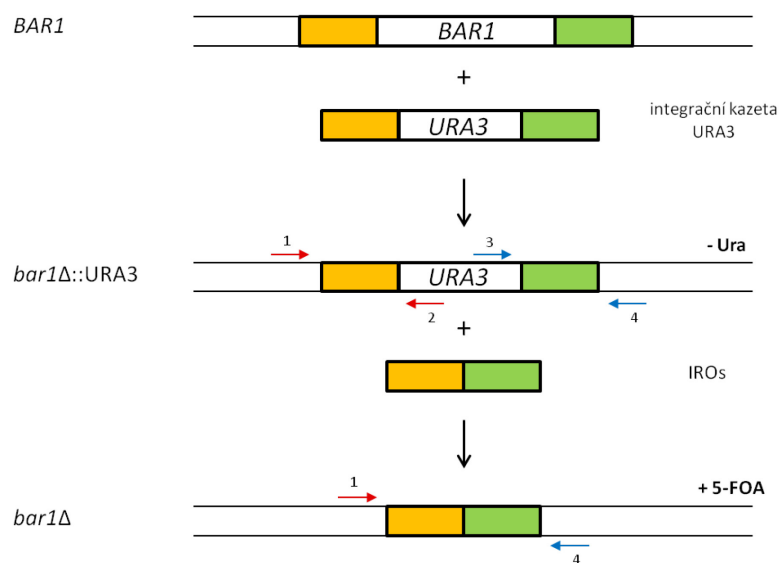 BAR1
BAR1
+
URA3
integrační kazeta
URA3
- Ura
1
3
bar1Δ::URA3
URA3
2
4
+
IROs
+ 5-FOA
1
bar1Δ
4